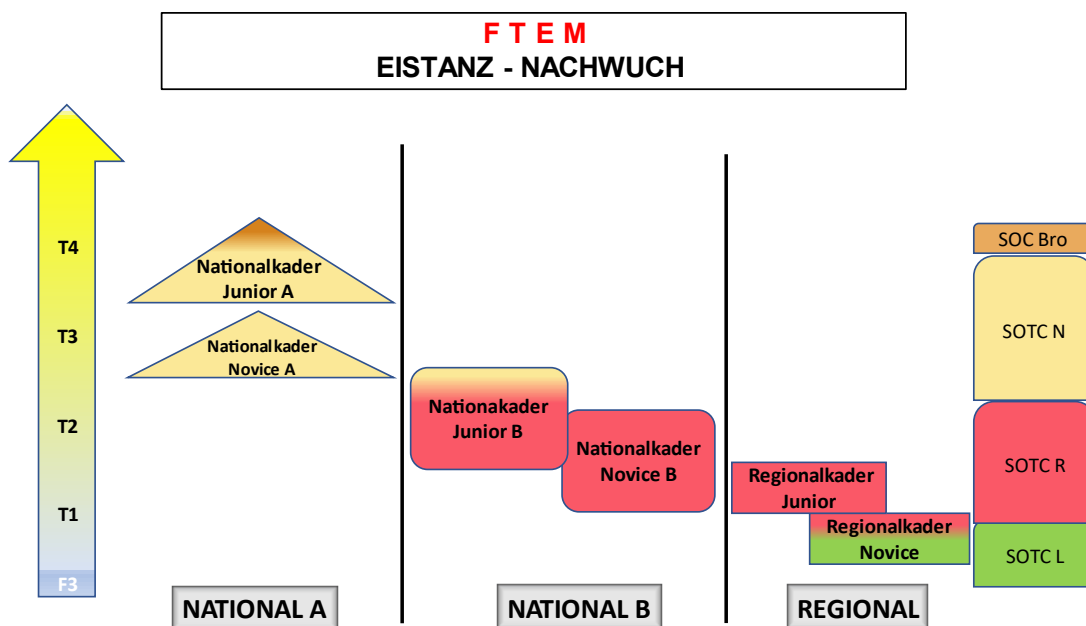 F T E M
EISTANZ - NACHWUCH
T4
T3
T2
T1
F3
Nationalkader
Junior A
Nationalkader
Novice A
NATIONAL A
Nationakader
Junior B
Nationalkader
Novice B
NATIONAL B
Regionalkader
Junior
Regionalkader
Novice
REGIONAL
SOC Bro
SOTC N
SOTC R
SOTC L